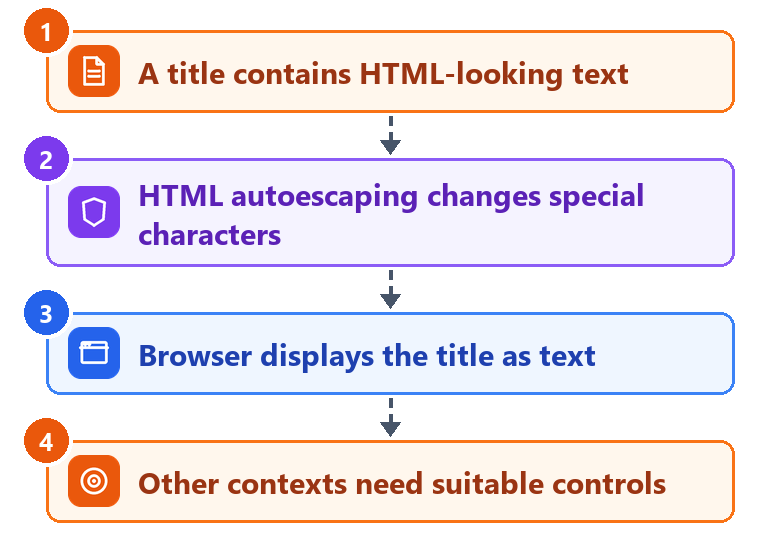 1
A title contains HTML-looking text
2
HTML autoescaping changes special
characters
3
Browser displays the title as text
4
Other contexts need suitable controls